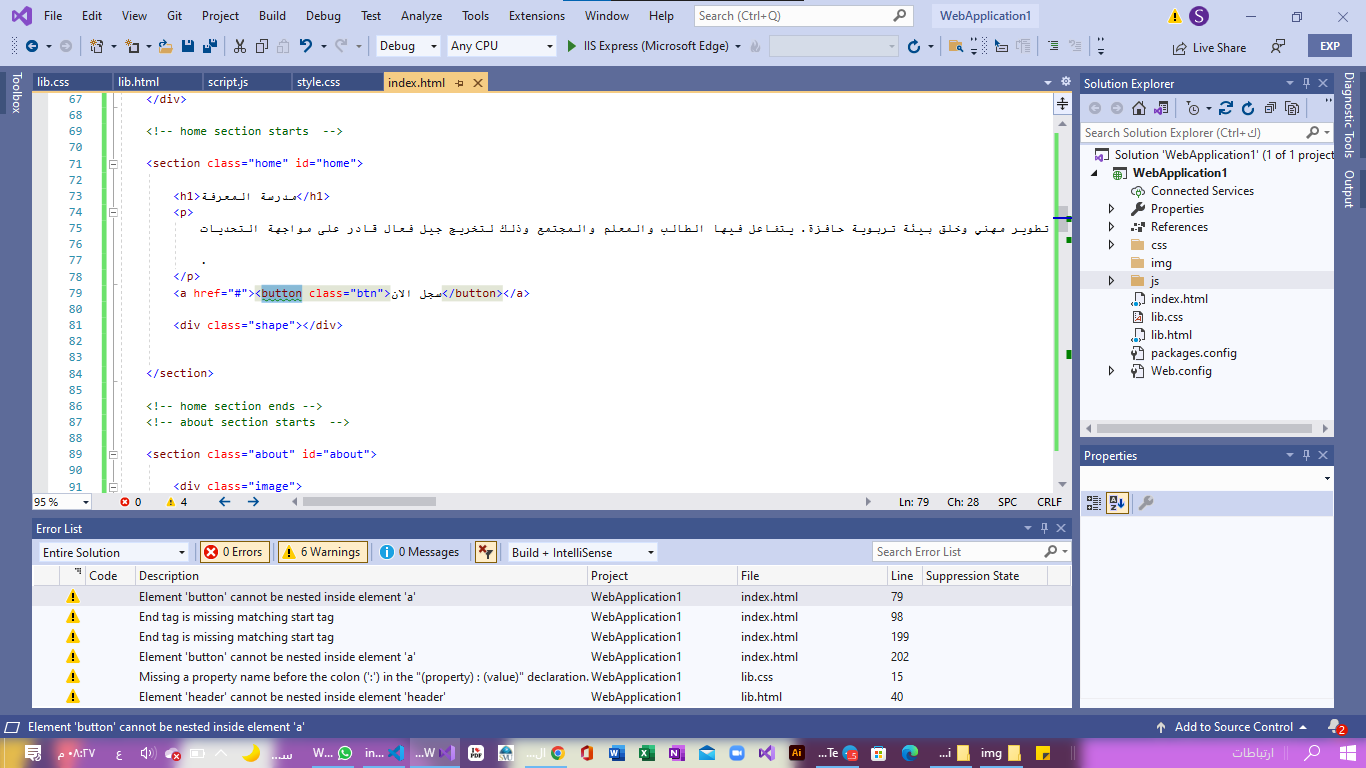 File Edit View Git Project Build Debug Test Analyze Tools Extensions Window Help Search (Ctrl+Q) WebApplication1 S
Debug Any CPU IIS Express (Microsoft Edge) Live Share EXP
Toolbox
lib.css lib.html script.js style.css index.html
67 </div>
68
69 <!-- home section starts -->
70
71 <section class="home" id="home">
72
73 <h1>مدرسة المعرفة</h1>
74 <p>
75 تطوير مهني وخلق بيئة تربوية حافزة. يتفاعل فيها الطالب والمعلم والمجتمع وذلك لتخريج جيل فعال قادر على مواجهة التحديات
76
77 .
78 </p>
79 <a href="#"><button class="btn">سجل الان</button></a>
80
81 <div class="shape"></div>
82
83
84 </section>
85
86 <!-- home section ends -->
87 <!-- about section starts -->
88
89 <section class="about" id="about">
90
91 <div class="image">
95 % 0 4 Ln: 79 Ch: 28 SPC CRLF
Error List
Entire Solution 0 Errors 6 Warnings 0 Messages Build + IntelliSense Search Error List
Code Description Project File Line Suppression State
Element 'button' cannot be nested inside element 'a' WebApplication1 index.html 79
End tag is missing matching start tag WebApplication1 index.html 98
End tag is missing matching start tag WebApplication1 index.html 199
Element 'button' cannot be nested inside element 'a' WebApplication1 index.html 202
Missing a property name before the colon (':') in the "(property) : (value)" declaration. WebApplication1 lib.css 15
Element 'header' cannot be nested inside element 'header' WebApplication1 lib.html 40
Solution Explorer
Search Solution Explorer (Ctrl+ك)
Solution 'WebApplication1' (1 of 1 project
WebApplication1
Connected Services
Properties
References
css
img
js
index.html
lib.css
lib.html
packages.config
Web.config
Properties
Diagnostic Tools
Output
Element 'button' cannot be nested inside element 'a' Add to Source Control 2
٠٨:٢٧ م ع سـ... W... in... ...W PDF ...ال W X N Ai ...Te ...i img ارتباطات